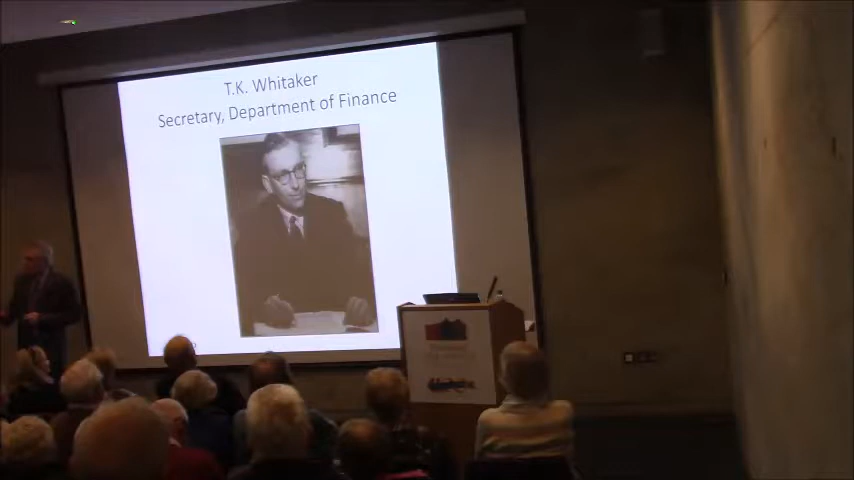 T.K. Whitaker
Secretary, Department of Finance